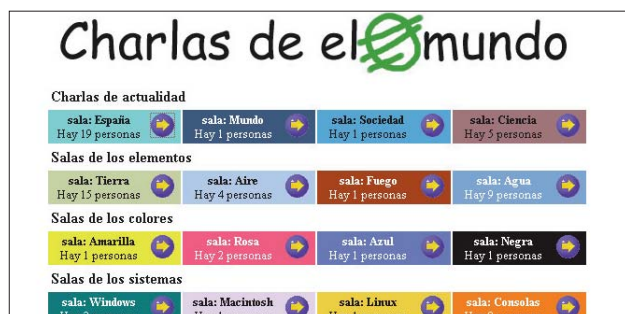 Charlas de el mundo
Charlas de actualidad
sala: España sala: Mundo sala: Sociedad sala: Ciencia
Hay 19 personas Hay 1 personas Hay 1 personas Hay 5 personas
Salas de los elementos
sala: Tierra sala: Aire sala: Fuego sala: Agua
Hay 15 personas Hay 4 personas Hay 1 personas Hay 9 personas
Salas de los colores
sala: Amarilla sala: Rosa sala: Azul sala: Negra
Hay 1 personas Hay 2 personas Hay 1 personas Hay 1 personas
Salas de los sistemas
sala: Windows sala: Macintosh sala: Linux sala: Consolas